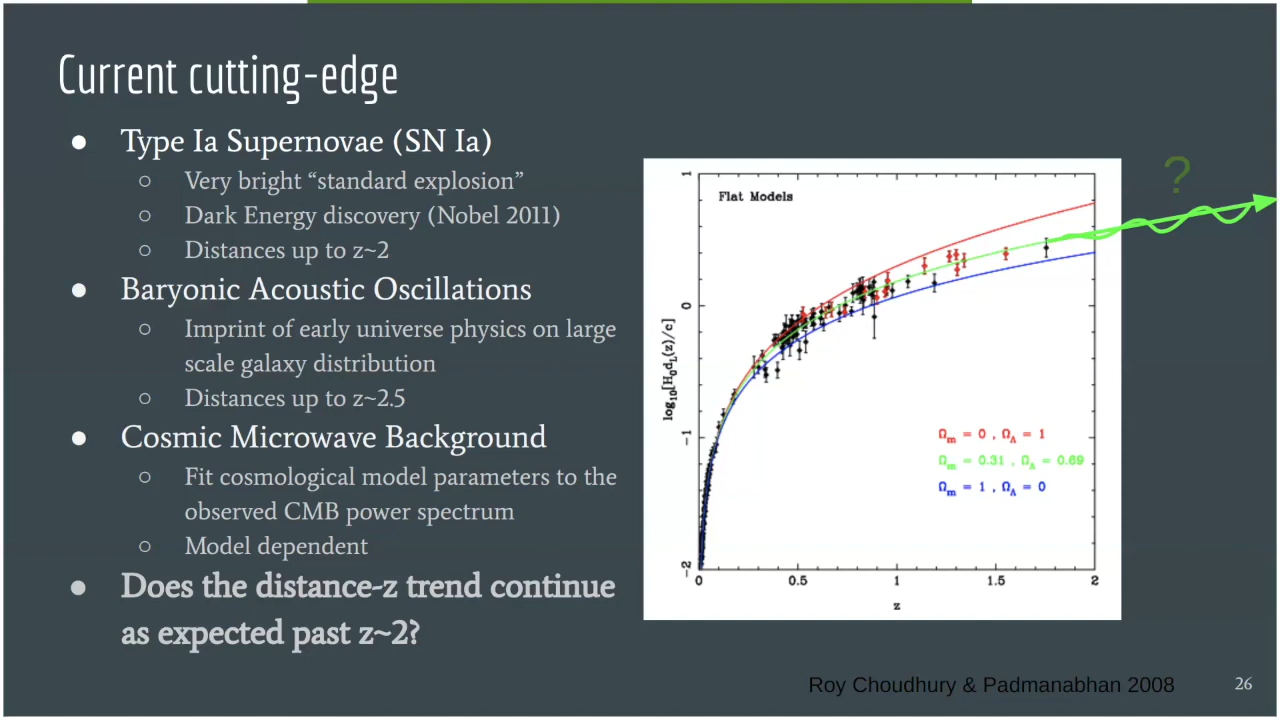 Current cutting-edge
● Type Ia Supernovae (SN Ia)
○ Very bright “standard explosion”
○ Dark Energy discovery (Nobel 2011)
○ Distances up to z~2
● Baryonic Acoustic Oscillations
○ Imprint of early universe physics on large
scale galaxy distribution
○ Distances up to z~2.5
● Cosmic Microwave Background
○ Fit cosmological model parameters to the
observed CMB power spectrum
○ Model dependent
● Does the distance-z trend continue
as expected past z~2?
?
Flat Models
1
0
-1
-2
log₁₀[H₀d_L(z)/c]
Ωₘ = 0 , Ω_Λ = 1
Ωₘ = 0.31 , Ω_Λ = 0.69
Ωₘ = 1 , Ω_Λ = 0
0 0.5 1 1.5 2
z
Roy Choudhury & Padmanabhan 2008
26